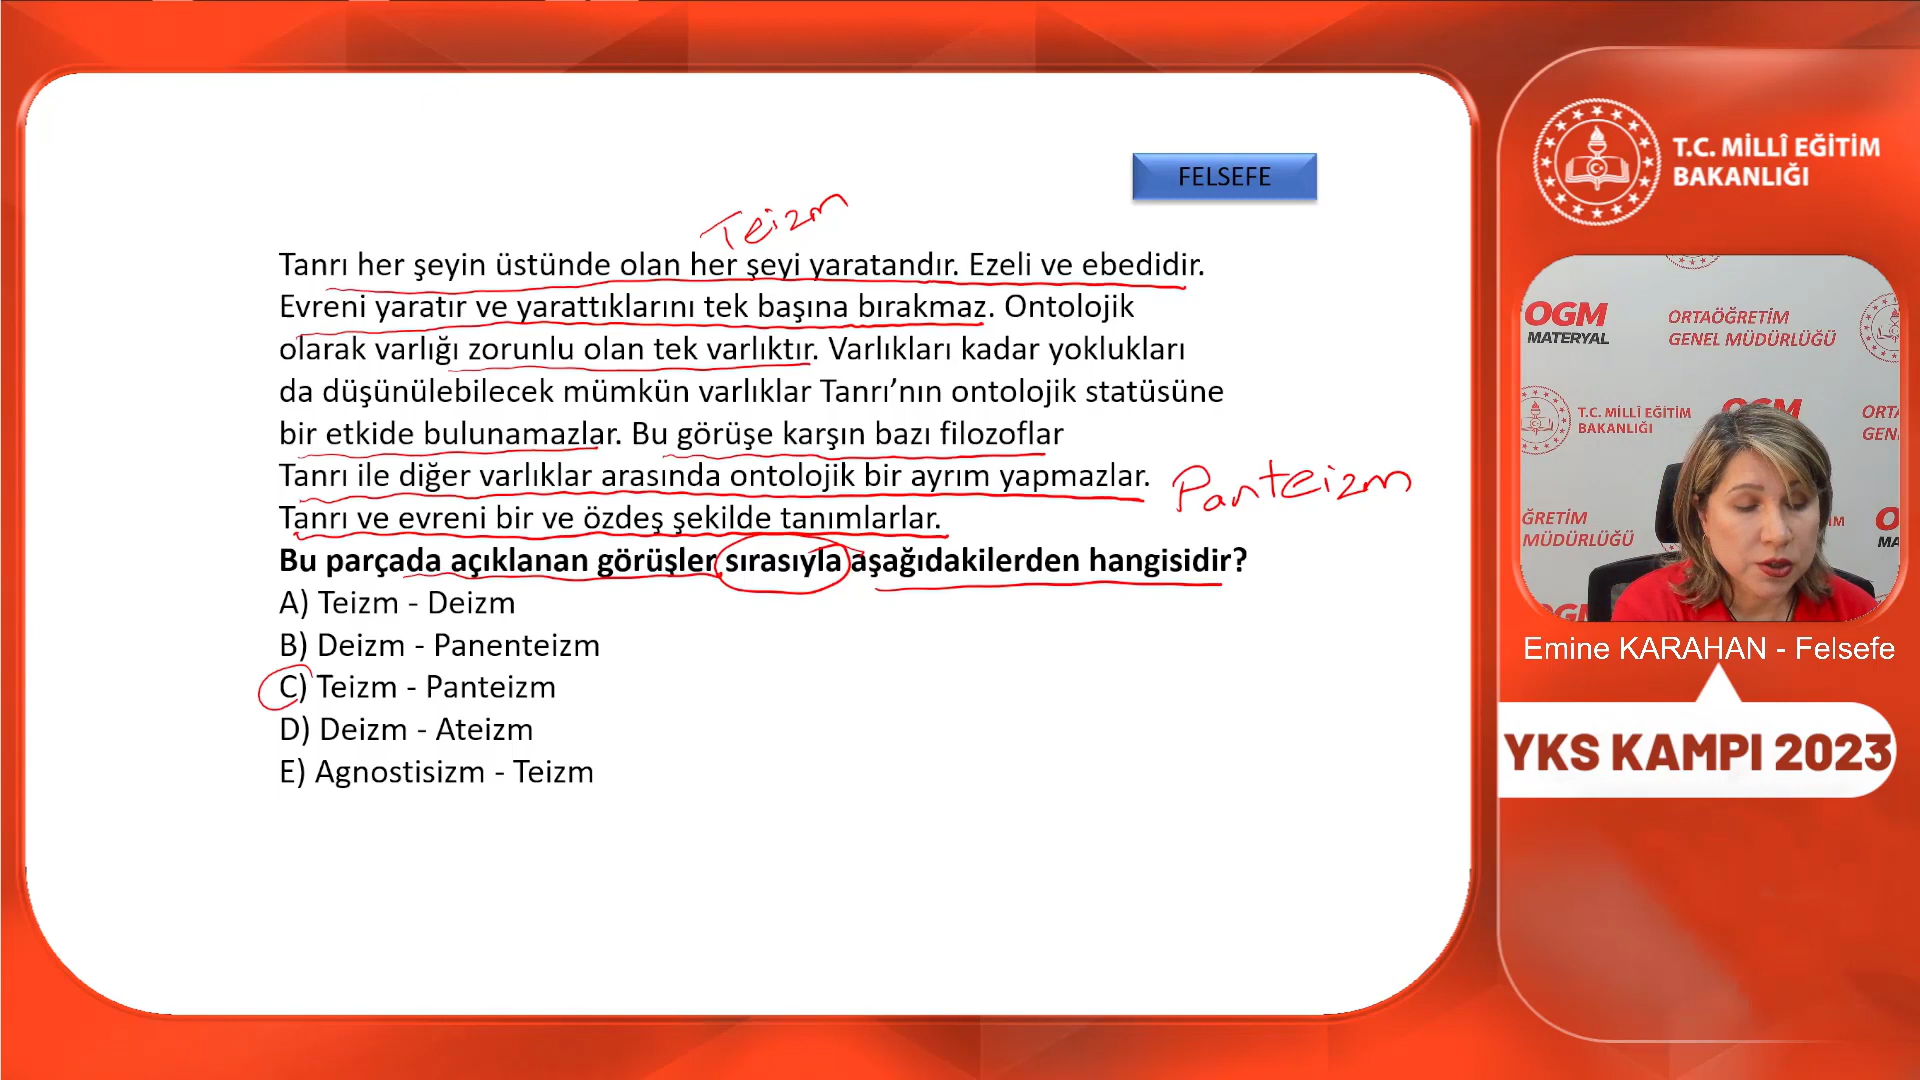 FELSEFE
Teizm
Tanrı her şeyin üstünde olan her şeyi yaratandır. Ezeli ve ebedidir.
Evreni yaratır ve yarattıklarını tek başına bırakmaz. Ontolojik
olarak varlığı zorunlu olan tek varlıktır. Varlıkları kadar yoklukları
da düşünülebilecek mümkün varlıklar Tanrı’nın ontolojik statüsüne
bir etkide bulunamazlar. Bu görüşe karşın bazı filozoflar
Tanrı ile diğer varlıklar arasında ontolojik bir ayrım yapmazlar.
Panteizm
Tanrı ve evreni bir ve özdeş şekilde tanımlarlar.
Bu parçada açıklanan görüşler sırasıyla aşağıdakilerden hangisidir?
A) Teizm - Deizm
B) Deizm - Panenteizm
C) Teizm - Panteizm
D) Deizm - Ateizm
E) Agnostisizm - Teizm
T.C. MİLLÎ EĞİTİM
BAKANLIĞI
OGM
MATERYAL
ORTAÖĞRETİM
GENEL MÜDÜRLÜĞÜ
T.C. MİLLÎ EĞİTİM
BAKANLIĞI
OGM
ORTA
GEN
ĞRETİM
MÜDÜRLÜĞÜ
Emine KARAHAN - Felsefe
YKS KAMPI 2023